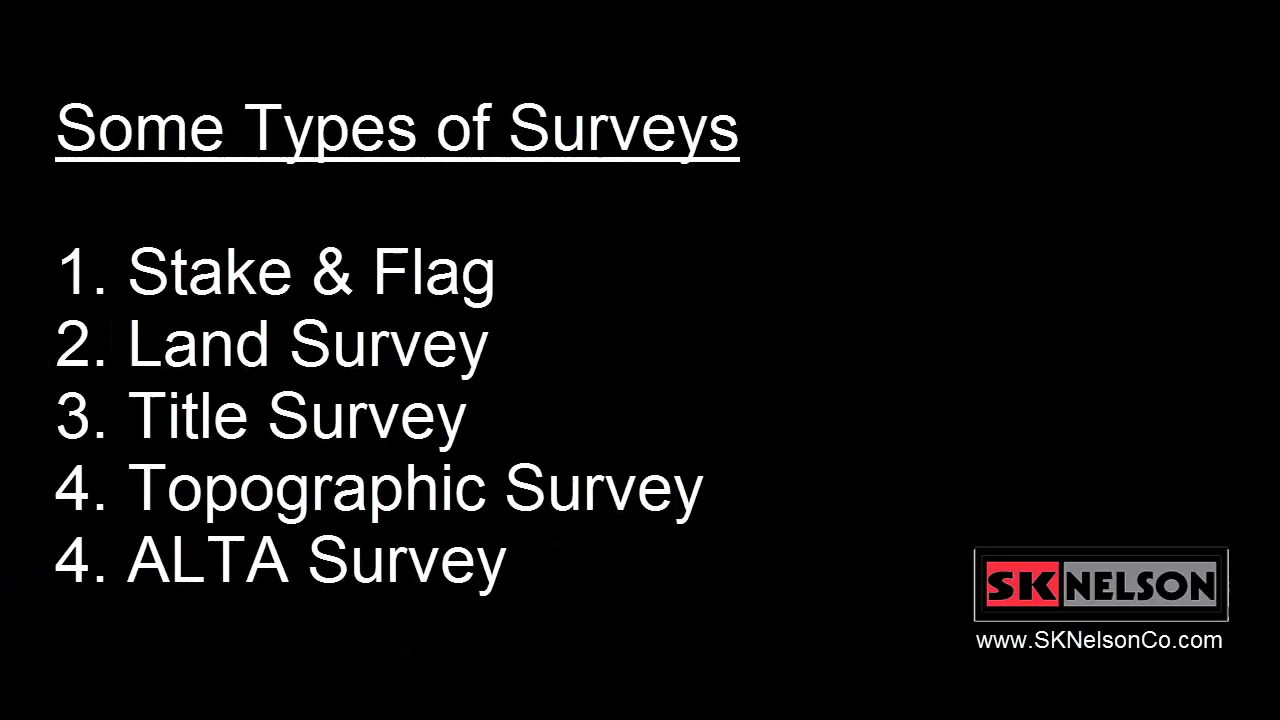 Some Types of Surveys
1. Stake & Flag
2. Land Survey
3. Title Survey
4. Topographic Survey
4. ALTA Survey
SK NELSON
www.SKNelsonCo.com